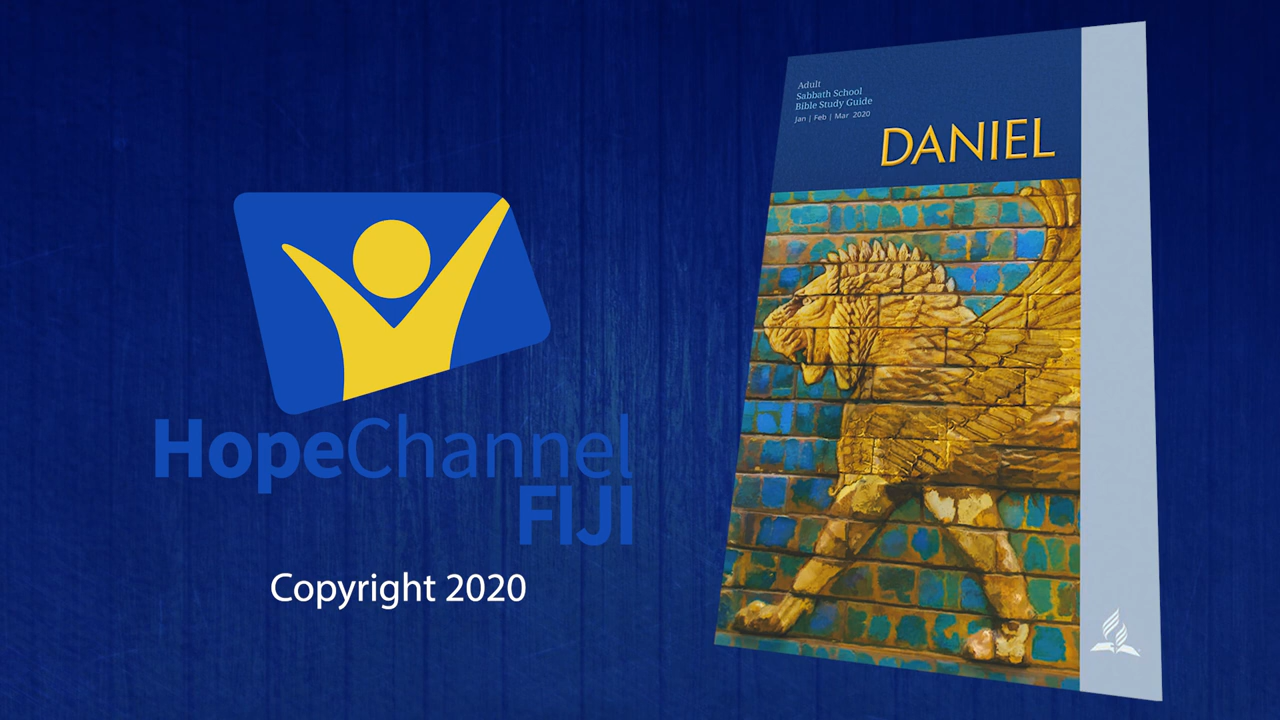 HopeChannel
FIJI
Copyright 2020
Adult
Sabbath School
Bible Study Guide
Jan | Feb | Mar 2020
DANIEL